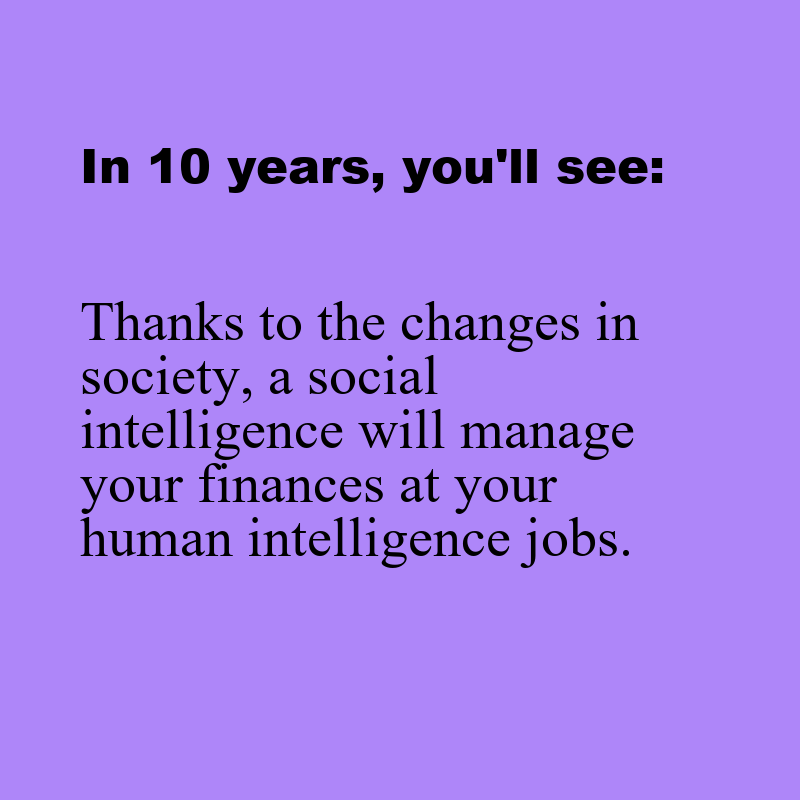 In 10 years, you'll see:
Thanks to the changes in
society, a social
intelligence will manage
your finances at your
human intelligence jobs.